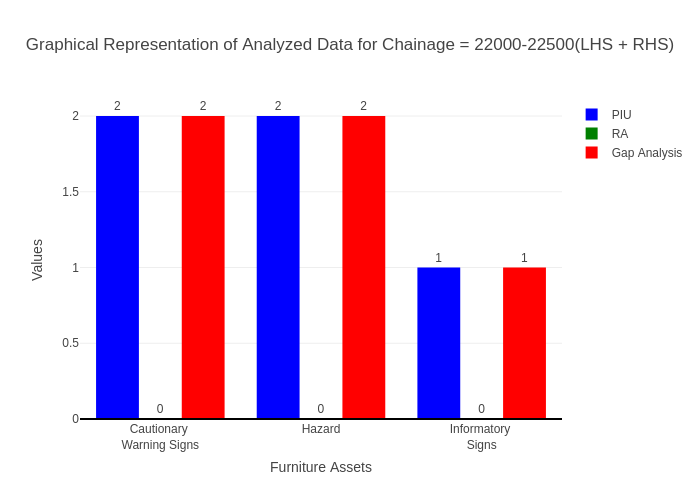 Graphical Representation of Analyzed Data for Chainage = 22000-22500(LHS + RHS)
2 2 2 2
1 1
0 0 0
2
1.5
1
0.5
0
Values
Cautionary
Warning Signs
Hazard
Informatory
Signs
Furniture Assets
PIU
RA
Gap Analysis